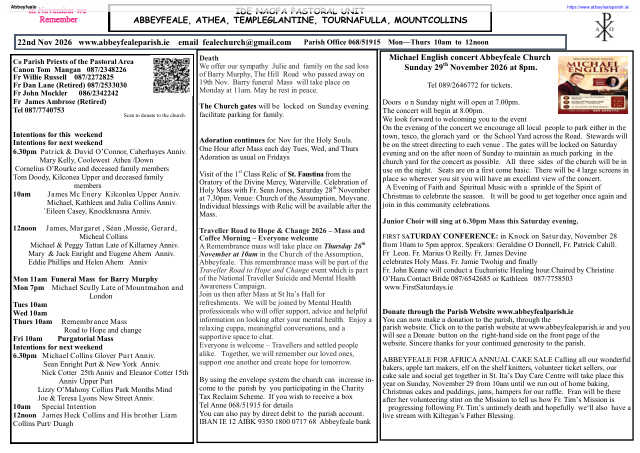 Abbeyfeale
https://www.abbeyfealeparish.ie
In November We
Remember
IDE NAOFA PASTORAL UNIT
ABBEYFEALE, ATHEA, TEMPLEGLANTINE, TOURNAFULLA, MOUNTCOLLINS
22nd Nov 2026 www.abbeyfealeparish.ie email fealechurch@gmail.com Parish Office 068/51915 Mon—Thurs 10am to 12noon
Co Parish Priests of the Pastoral Area
Canon Tom Mangan 087/2348226
Fr Willie Russell 087/2272825
Fr Dan Lane (Retired) 087/2533030
Fr John Mockler 086/2342242
Fr James Ambrose (Retired)
Tel 087/7740753
Scan to donate to the church
Intentions for this weekend
Intentions for next weekend
6.30pm Patrick & David O'Connor, Caherhayes Anniv.
Mary Kelly, Coolewest Athea /Down
Cornelius O'Rourke and deceased family members
Tom Doody, Kilconea Upper and deceased family
members
10am James Mc Enery Kilconlea Upper Anniv.
Michael, Kathleen and Julia Collins Anniv.
Eileen Casey, Knockknasna Anniv.
12noon James, Margaret , Séan ,Mossie, Gerard,
Micheal Collins
Michael & Peggy Tattan Late of Kilfarney Anniv.
Mary & Jack Enright and Eugene Ahern Anniv.
Eddie Phillips and Helen Ahern Anniv
Mon 11am Funeral Mass for Barry Murphy
Mon 7pm Michael Scully Late of Mountmahon and
London
Tues 10am
Wed 10am
Thurs 10am Remembrance Mass
Road to Hope and change
Fri 10am Purgatorial Mass
Intentions for next weekend
6.30pm Michael Collins Glover Purt Anniv.
Sean Enright Purt & New York Anniv.
Nick Cotter 25th Anniv and Eleanor Cotter 15th
Anniv Upper Purt
Lizzy O'Mahony Collins Park Months Mind
Joe & Teresa Lyons New Street Anniv.
10am Special Intention
12noon James Heck Collins and His brother Liam
Collins Purt/ Duagh
Death
We offer our sympathy Julie and family on the sad loss
of Barry Murphy, The Hill Road who passed away on
19th Nov. Barry funeral Mass will take place on
Monday at 11am. May he rest in peace.
The Church gates will be locked on Sunday evening
facilitate parking for family.
Adoration continues for Nov for the Holy Souls.
One Hour after Mass each day Tues, Wed, and Thurs
Adoration as usual on Fridays
Visit of the 1st Class Relic of St. Faustina from the
Oratory of the Divine Mercy, Waterville. Celebration of
Holy Mass with Fr. Senn Jones, Saturday 28th November
at 7.30pm, Venue: Church of the Assumption, Moyvane.
Individual blessings with Relic will be available after the
Mass.
Traveller Road to Hope & Change 2026 – Mass and
Coffee Morning – Everyone welcome
A Remembrance Mass will take place on Thursday 26th
November at 10am in the Church of the Assumption,
Abbeyfeale. This remembrance mass will be part of the
Traveller Road to Hope and Change event which is part
of the National Traveller Suicide and Mental Health
Awareness Campaign.
Join us then after Mass at St Ita's Hall for
refreshments. We will be joined by Mental Health
professionals who will offer support, advice and helpful
information on looking after your mental health. Enjoy a
relaxing cuppa, meaningful conversations, and a
supportive space to chat.
Everyone is welcome – Travellers and settled people
alike. Together, we will remember our loved ones,
support one another and create hope for tomorrow.
By using the envelope system the church can increase in-
come to the parish by you participating in the Charity
Tax Reclaim Scheme. If you wish to receive a box
Tel Anne 068/51915 for details
You can also pay by direct debit to the parish account.
IBAN IE 12 AIBK 9350 1800 0717 68 Abbeyfeale bank
Michael English concert Abbeyfeale Church
Sunday 29th November 2026 at 8pm.
MICHAEL
ENGLISH
Tel 089/2646772 for tickets.
Doors on Sunday night will open at 7.00pm.
The concert will begin at 8.00pm.
We look forward to welcoming you to the event
On the evening of the concert we encourage all local people to park either in the
town, tesco, the glorach yard or the School Yard across the Road. Stewards will
be on the street directing to each venue . The gates will be locked on Saturday
evening and on the after noon of Sunday to minimise as much parking in the
church yard for the concert as possible. All three sides of the church will be in
use on the night. Seats are on a first come basic. There will be 4 large screens in
place so wherever you sit you will have an excellent view of the concert.
A Evening of Faith and Spiritual Music with a sprinkle of the Spirit of
Christmas to celebrate the season. It will be good to get together once again and
join in this community celebrations.
Junior Choir will sing at 6.30pm Mass this Saturday evening.
FIRST SATURDAY CONFERENCE: in Knock on Saturday, November 28
from 10am to 5pm approx. Speakers: Geraldine O Donnell, Fr. Patrick Cahill.
Fr Leon. Fr. Marius O Reilly. Fr. James Devine
celebrates Holy Mass. Fr. Jamie Twohig and finally
Fr. John Keane will conduct a Eucharistic Healing hour.Chaired by Christine
O'Hara.Contact Bride 087/6542685 or Kathleen 087/7758503
www.FirstSaturdays.ie
Donate through the Parish Website www.abbeyfealeparish.ie
You can now make a donation to the parish, through the
parish website. Click on to the parish website at www.abbeyfealeparish.ie and you
will see a Donate button on the right-hand side on the front page of the
website. Sincere thanks for your continued generosity to the parish.
ABBEYFEALE FOR AFRICA ANNUAL CAKE SALE Calling all our wonderful
bakers, apple tart makers, elf on the shelf knitters, volunteer ticket sellers, our
cake sale and social get together in St. Ita's Day Care Centre will take place this
year on Sunday, November 29 from 10am until we run out of home baking,
Christmas cakes and puddings, jams, hampers for our raffle. Fran will be there
after her volunteering stint on the Mission to tell us how Fr. Tim's Mission is
progressing following Fr. Tim's untimely death and hopefully we'll also have a
live stream with Kiltegan's Father Blessing.